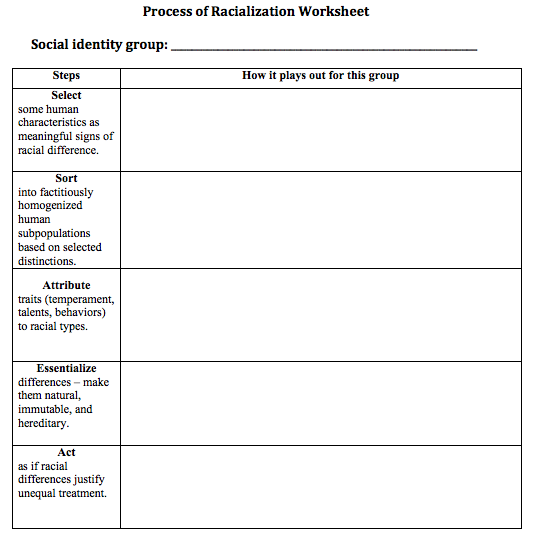 Process of Racialization Worksheet
Social identity group: ______________________________________________
Steps
How it plays out for this group
Select
some human
characteristics as
meaningful signs of
racial difference.
Sort
into factitiously
homogenized
human
subpopulations
based on selected
distinctions.
Attribute
traits (temperament,
talents, behaviors)
to racial types.
Essentialize
differences – make
them natural,
immutable, and
hereditary.
Act
as if racial
differences justify
unequal treatment.